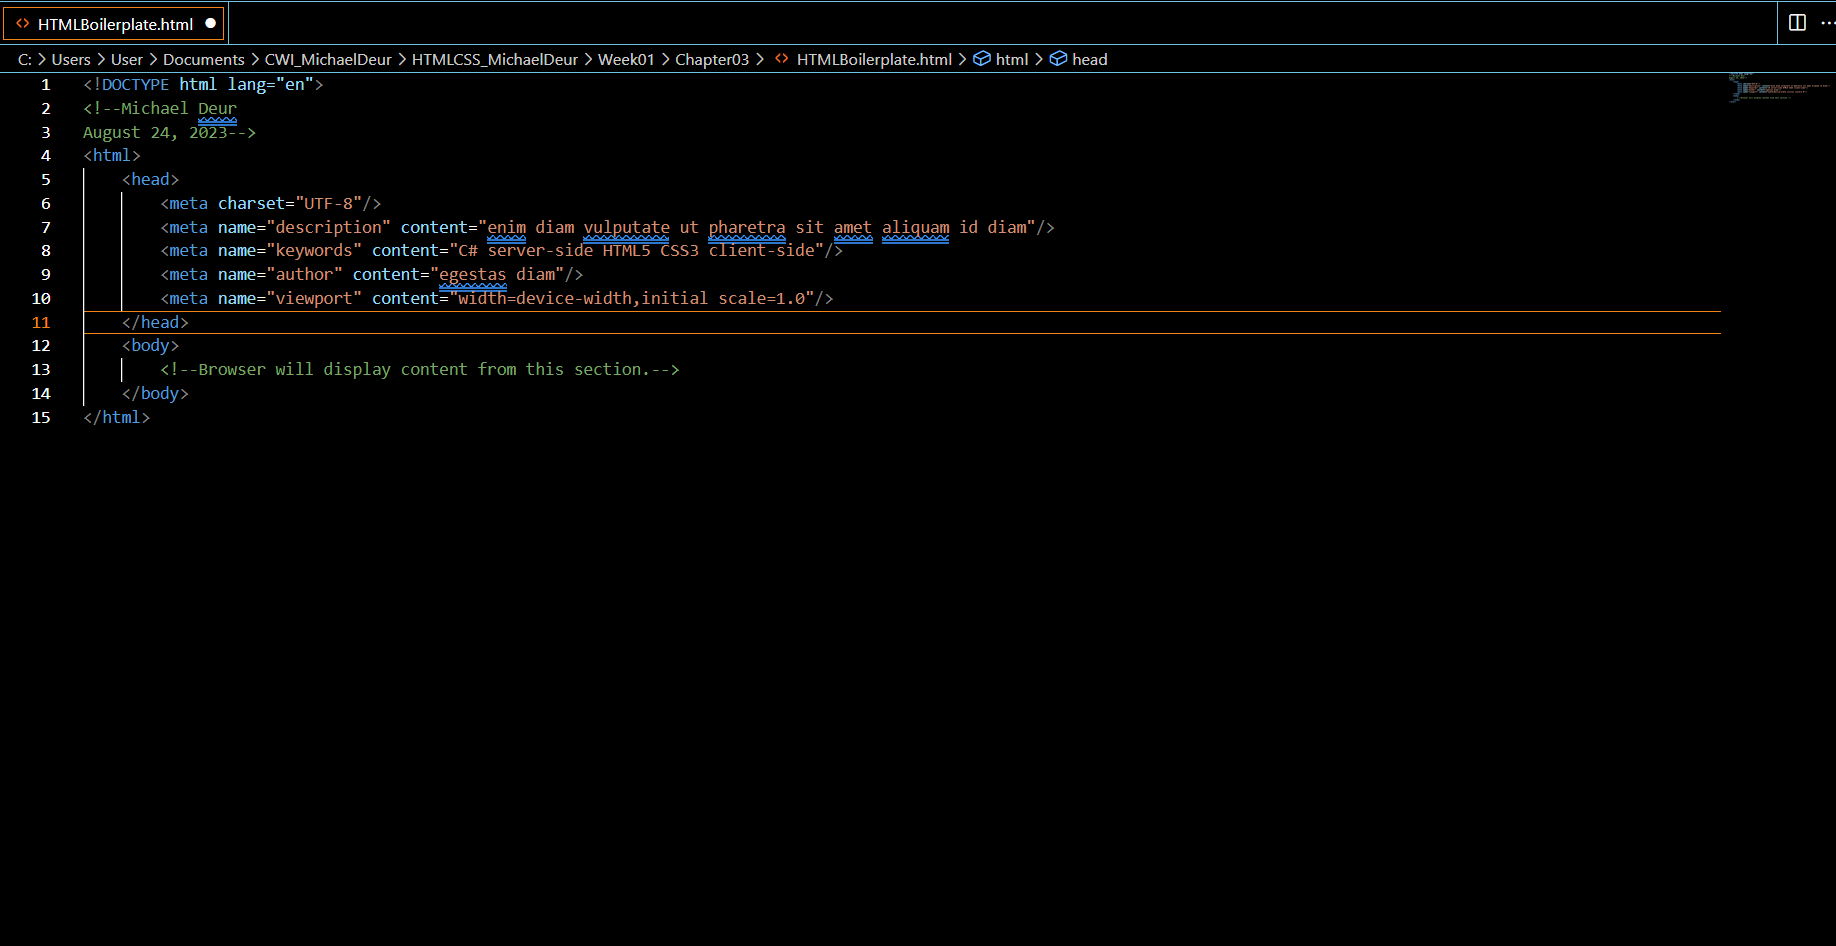 HTMLBoilerplate.html
C: > Users > User > Documents > CWI_MichaelDeur > HTMLCSS_MichaelDeur > Week01 > Chapter03 > HTMLBoilerplate.html > html > head
1 <!DOCTYPE html lang="en">
2 <!--Michael Deur
3 August 24, 2023-->
4 <html>
5 <head>
6 <meta charset="UTF-8"/>
7 <meta name="description" content="enim diam vulputate ut pharetra sit amet aliquam id diam"/>
8 <meta name="keywords" content="C# server-side HTML5 CSS3 client-side"/>
9 <meta name="author" content="egestas diam"/>
10 <meta name="viewport" content="width=device-width,initial scale=1.0"/>
11 </head>
12 <body>
13 <!--Browser will display content from this section.-->
14 </body>
15 </html>